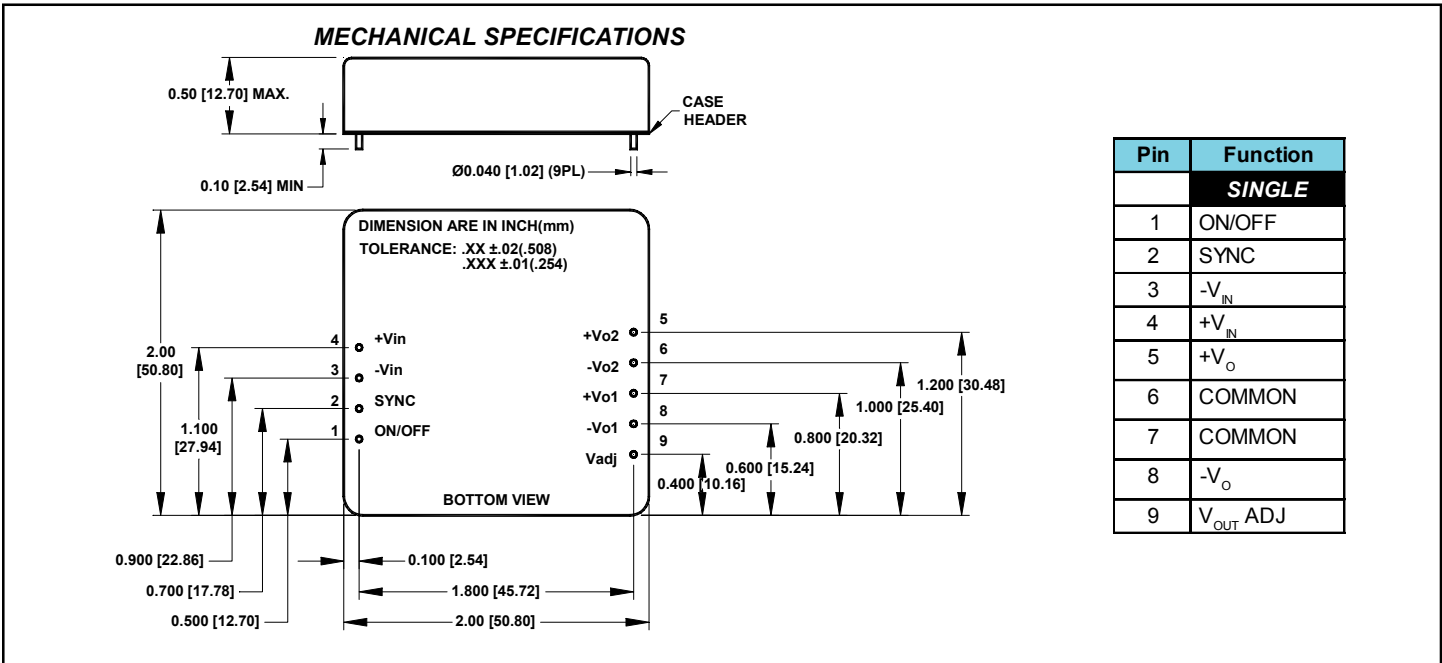 MECHANICAL SPECIFICATIONS
0.50 [12.70] MAX.
CASE
HEADER
Ø0.040 [1.02] (9PL)
0.10 [2.54] MIN
DIMENSION ARE IN INCH(mm)
TOLERANCE: .XX ±.02(.508)
.XXX ±.01(.254)
2.00
[50.80]
1.100
[27.94]
4 +Vin
3 -Vin
2 SYNC
1 ON/OFF
+Vo2 5
-Vo2 6
+Vo1 7
-Vo1 8
Vadj 9
1.200 [30.48]
1.000 [25.40]
0.800 [20.32]
0.600 [15.24]
0.400 [10.16]
BOTTOM VIEW
0.900 [22.86]
0.700 [17.78]
0.500 [12.70]
0.100 [2.54]
1.800 [45.72]
2.00 [50.80]
Pin Function
SINGLE
1 ON/OFF
2 SYNC
3 -VIN
4 +VIN
5 +VO
6 COMMON
7 COMMON
8 -VO
9 VOUT ADJ